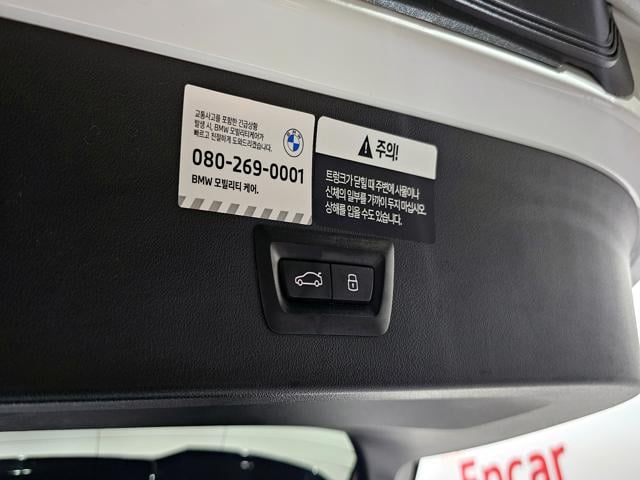 교통사고를 포함한 긴급상황
발생 시, BMW 모빌리티케어가
빠르고 친절하게 도와드리겠습니다.
080-269-0001
BMW 모빌리티 케어.
주의!
트렁크가 닫힐 때 주변에 사물이나
신체의 일부를 가까이 두지 마십시오.
상해를 입을 수도 있습니다.
Encar